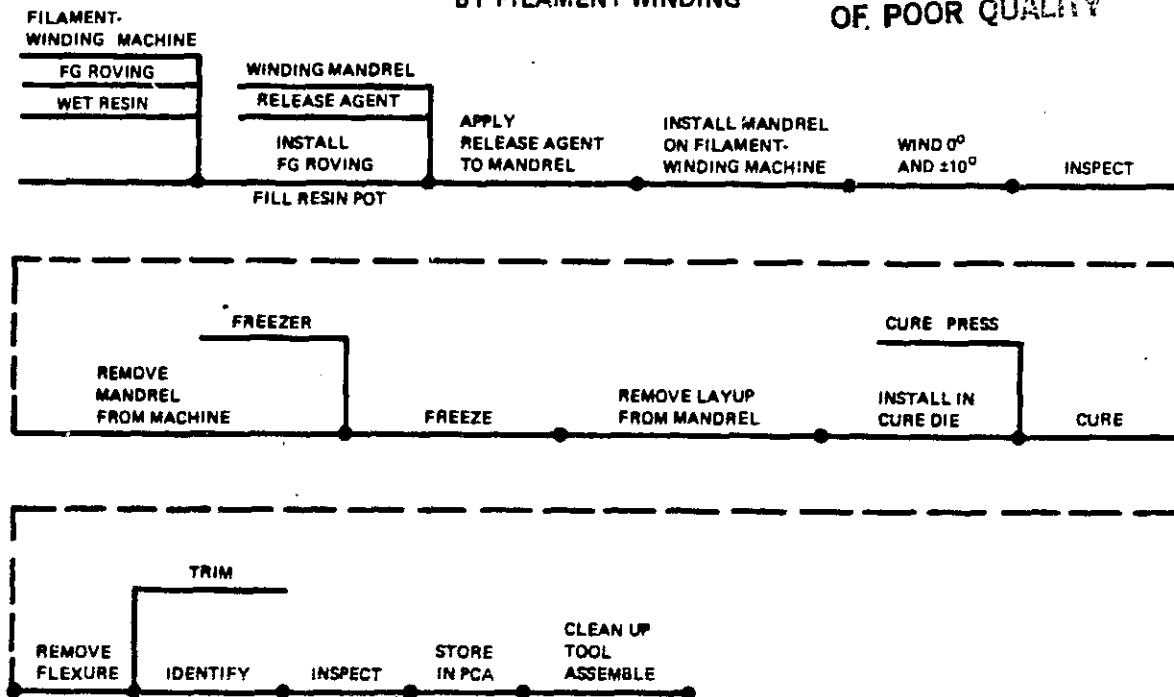 BY FILAMENT WINDING
OF POOR QUALITY
FILAMENT-
WINDING MACHINE
FG ROVING
WET RESIN
WINDING MANDREL
RELEASE AGENT
INSTALL
FG ROVING
FILL RESIN POT
APPLY
RELEASE AGENT
TO MANDREL
INSTALL MANDREL
ON FILAMENT-
WINDING MACHINE
WIND 0°
AND ±10°
INSPECT
REMOVE
MANDREL
FROM MACHINE
FREEZER
FREEZE
REMOVE LAYUP
FROM MANDREL
CURE PRESS
INSTALL IN
CURE DIE
CURE
REMOVE
FLEXURE
TRIM
IDENTIFY
INSPECT
STORE
IN PCA
CLEAN UP
TOOL
ASSEMBLE